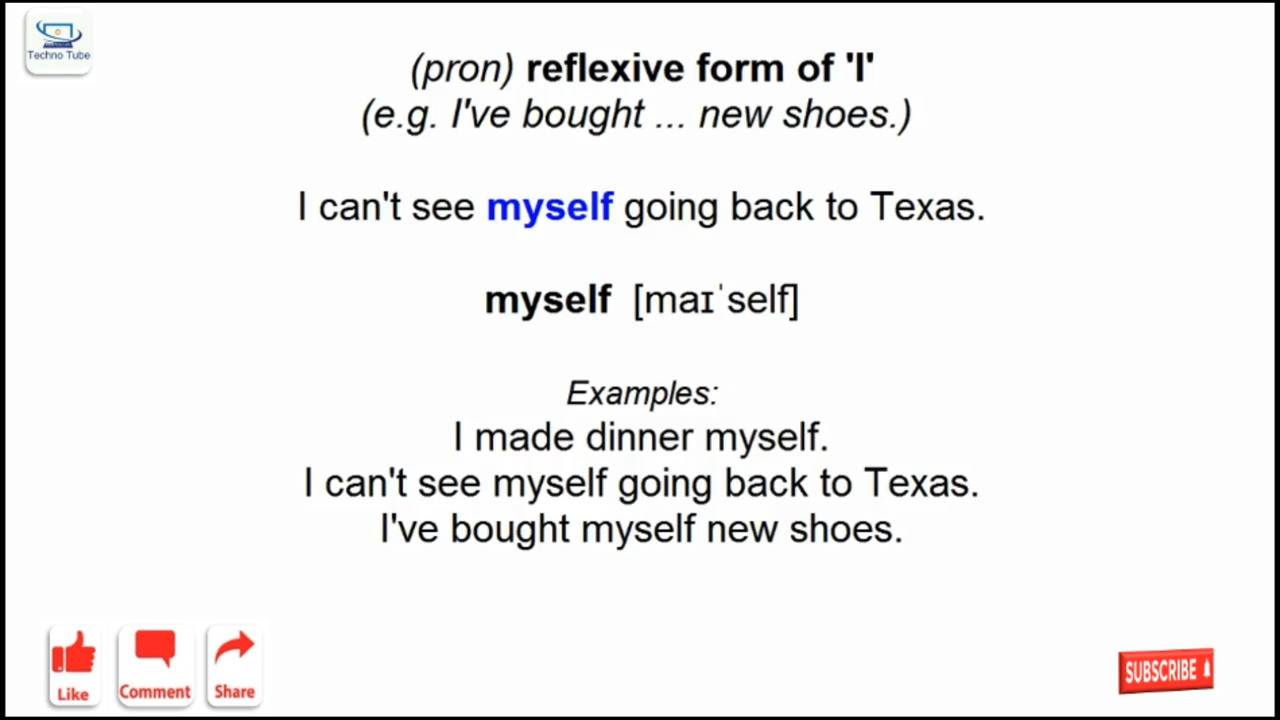 Techno Tube
(pron) reflexive form of 'I'
(e.g. I've bought ... new shoes.)
I can't see myself going back to Texas.
myself [maɪˈself]
Examples:
I made dinner myself.
I can't see myself going back to Texas.
I've bought myself new shoes.
Like
Comment
Share
SUBSCRIBE